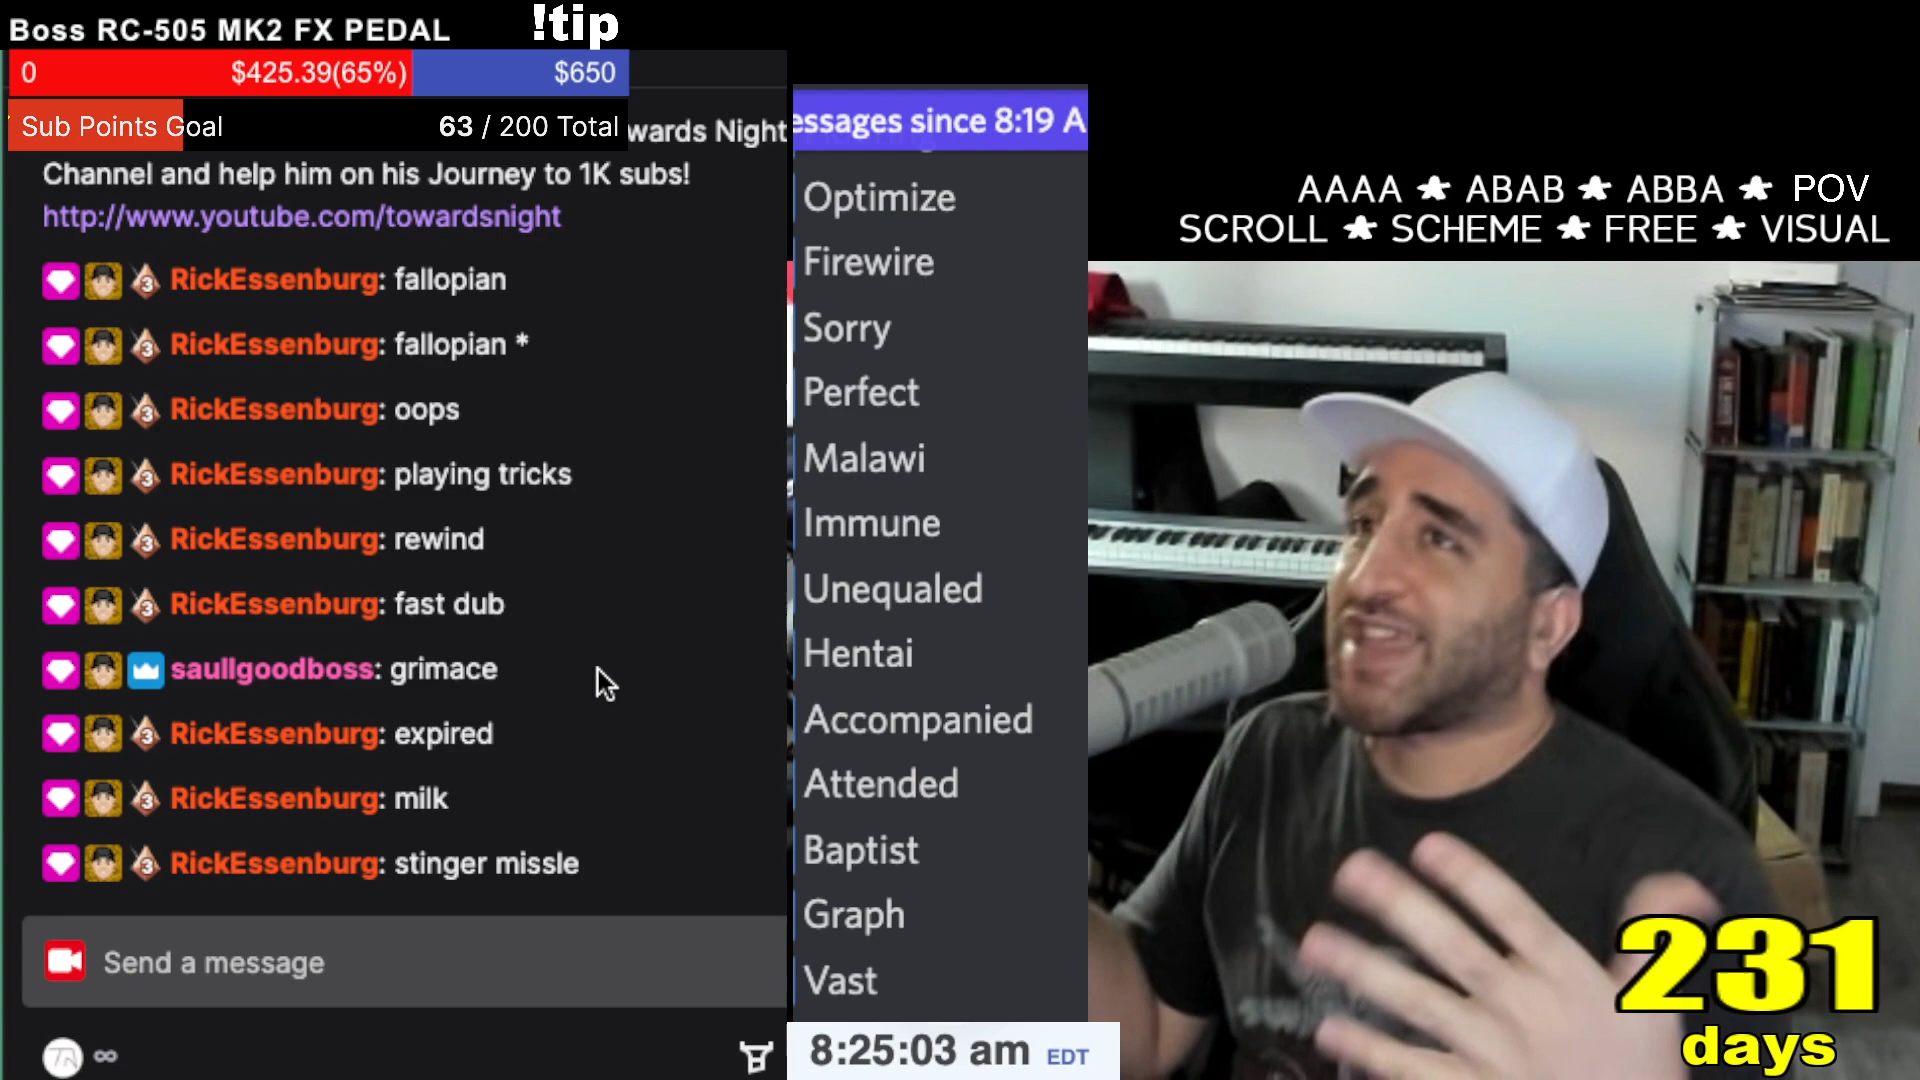 Boss RC-505 MK2 FX PEDAL
!tip
0 $425.39(65%) $650
Sub Points Goal 63 / 200 Total
wards Night
Channel and help him on his Journey to 1K subs!
http://www.youtube.com/towardsnight
RickEssenburg: fallopian
RickEssenburg: fallopian *
RickEssenburg: oops
RickEssenburg: playing tricks
RickEssenburg: rewind
RickEssenburg: fast dub
saullgoodboss: grimace
RickEssenburg: expired
RickEssenburg: milk
RickEssenburg: stinger missle
Send a message
∞
essages since 8:19 A
Optimize
Firewire
Sorry
Perfect
Malawi
Immune
Unequaled
Hentai
Accompanied
Attended
Baptist
Graph
Vast
8:25:03 am EDT
AAAA ★ ABAB ★ ABBA ★ POV
SCROLL ★ SCHEME ★ FREE ★ VISUAL
231
days